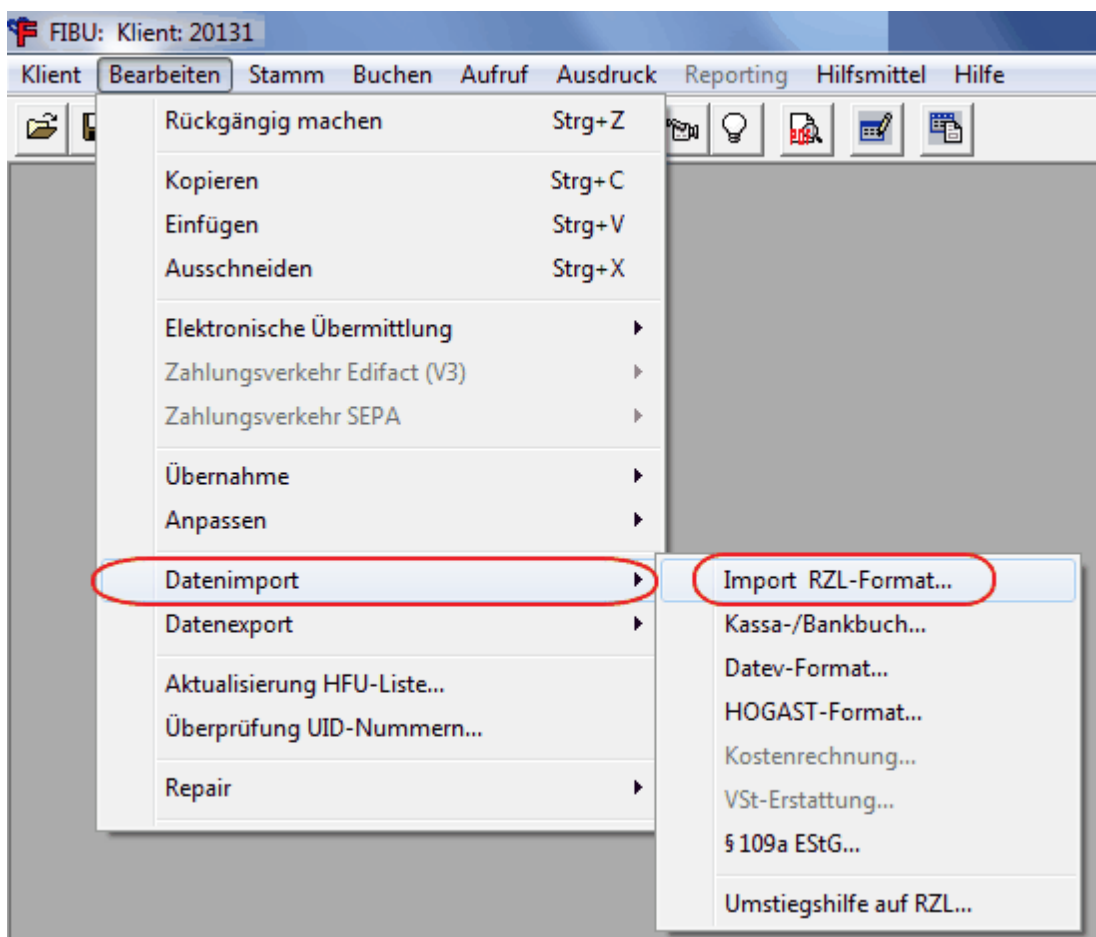 FIBU: Klient: 20131
Klient Bearbeiten Stamm Buchen Aufruf Ausdruck Reporting Hilfsmittel Hilfe
Rückgängig machen Strg+Z
Kopieren Strg+C
Einfügen Strg+V
Ausschneiden Strg+X
Elektronische Übermittlung
Zahlungsverkehr Edifact (V3)
Zahlungsverkehr SEPA
Übernahme
Anpassen
Datenimport
Datenexport
Aktualisierung HFU-Liste...
Überprüfung UID-Nummern...
Repair
Import RZL-Format...
Kassa-/Bankbuch...
Datev-Format...
HOGAST-Format...
Kostenrechnung...
VSt-Erstattung...
§ 109a EStG...
Umstiegshilfe auf RZL...